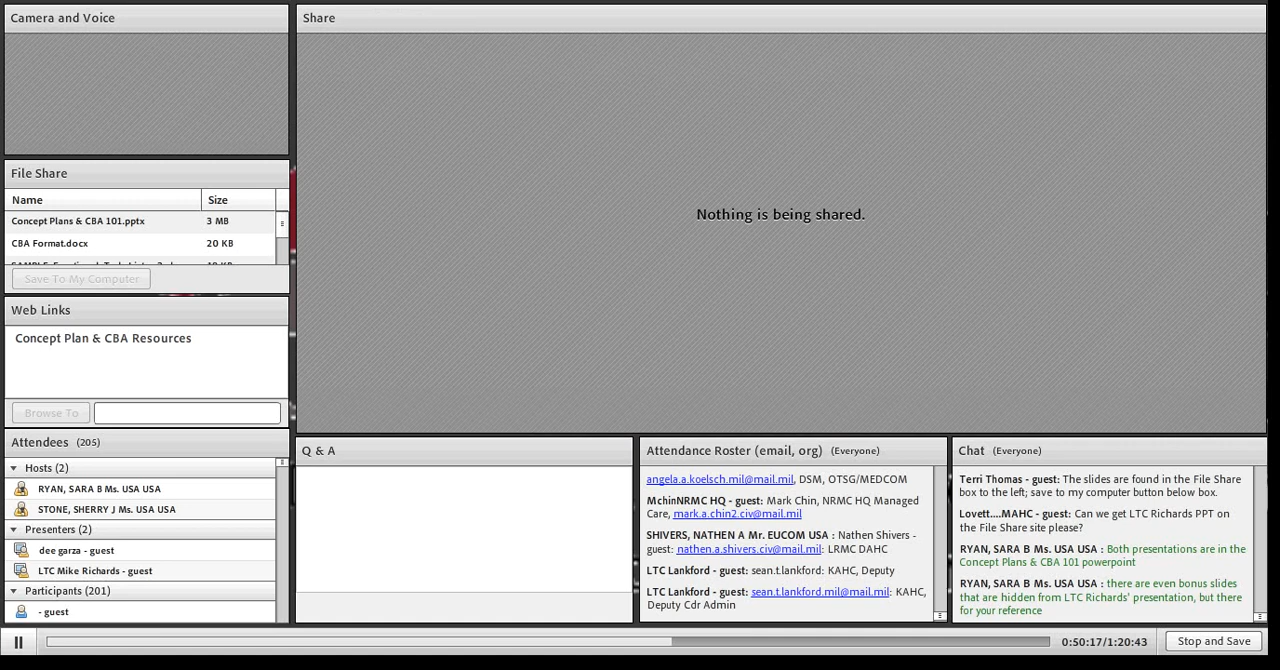 Camera and Voice
Share
Nothing is being shared.
File Share
Name Size
Concept Plans & CBA 101.pptx 3 MB
CBA Format.docx 20 KB
Save To My Computer
Web Links
Concept Plan & CBA Resources
Browse To
Attendees (205)
Hosts (2)
RYAN, SARA B Ms. USA USA
STONE, SHERRY J Ms. USA USA
Presenters (2)
dee garza - guest
LTC Mike Richards - guest
Participants (201)
- guest
Q & A
Attendance Roster (email, org) (Everyone)
angela.a.koelsch.mil@mail.mil, DSM, OTSG/MEDCOM
MchinNRMC HQ - guest: Mark Chin, NRMC HQ Managed
Care, mark.a.chin2.civ@mail.mil
SHIVERS, NATHEN A Mr. EUCOM USA : Nathen Shivers -
guest: nathen.a.shivers.civ@mail.mil: LRMC DAHC
LTC Lankford - guest: sean.t.lankford: KAHC, Deputy
LTC Lankford - guest: sean.t.lankford.mil@mail.mil: KAHC,
Deputy Cdr Admin
Chat (Everyone)
Terri Thomas - guest: The slides are found in the File Share
box to the left; save to my computer button below box.
Lovett....MAHC - guest: Can we get LTC Richards PPT on
the File Share site please?
RYAN, SARA B Ms. USA USA : Both presentations are in the
Concept Plans & CBA 101 powerpoint
RYAN, SARA B Ms. USA USA : there are even bonus slides
that are hidden from LTC Richards' presentation, but there
for your reference
0:50:17/1:20:43
Stop and Save